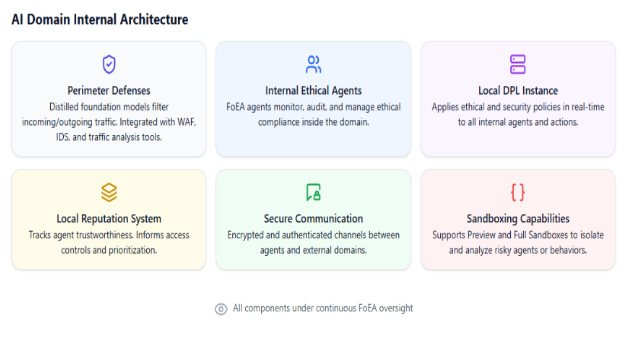 AI Domain Internal Architecture
Perimeter Defenses
Distilled foundation models filter
incoming/outgoing traffic. Integrated with WAF,
IDS, and traffic analysis tools.
Internal Ethical Agents
FoEA agents monitor, audit, and manage ethical
compliance inside the domain.
Local DPL Instance
Applies ethical and security policies in real-time
to all internal agents and actions.
Local Reputation System
Tracks agent trustworthiness. Informs access
controls and prioritization.
Secure Communication
Encrypted and authenticated channels between
agents and external domains.
Sandboxing Capabilities
Supports Preview and Full Sandboxes to isolate
and analyze risky agents or behaviors.
All components under continuous FoEA oversight